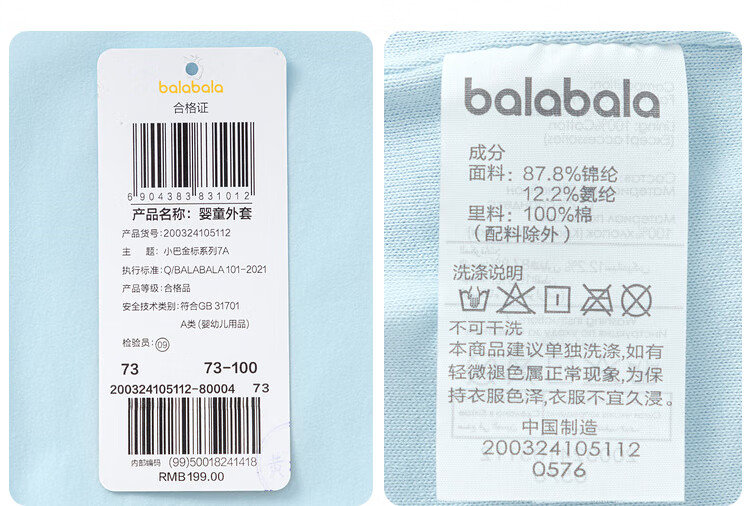 balabala
合格证
6 904383 831012
产品名称：婴童外套
产品货号：200324105112
主　题：小巴金标系列7A
执行标准：Q/BALABALA 101-2021
产品等级：合格品
安全技术类别：符合GB 31701
A类 (婴幼儿用品)
检验员：09
73　73-100
200324105112-80004　73
内部编码 (99)50018241418
RMB199.00
balabala
成分
面料：87.8%锦纶
12.2%氨纶
里料：100%棉
（配料除外）
洗涤说明
不可干洗
本商品建议单独洗涤,如有
轻微褪色属正常现象,为保
持衣服色泽,衣服不宜久浸。
中国制造
200324105112
0576